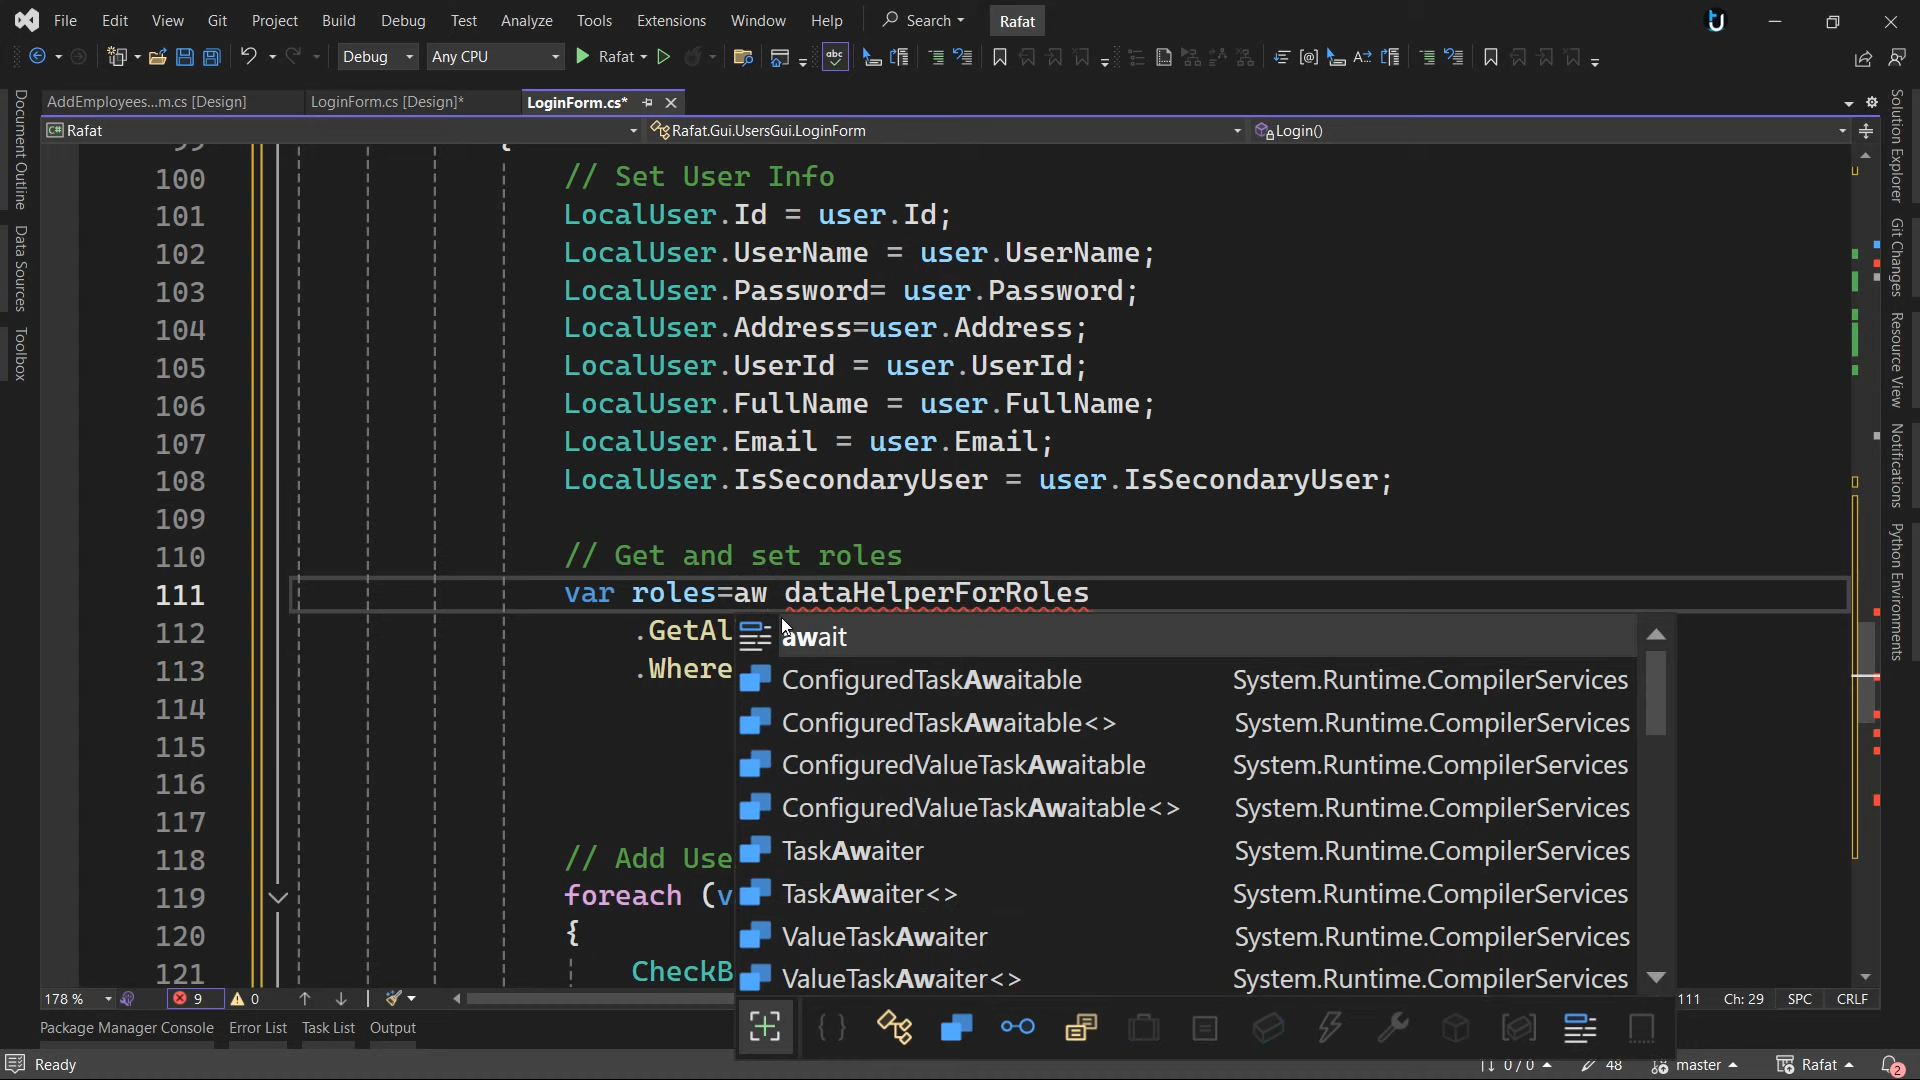 File Edit View Git Project Build Debug Test Analyze Tools Extensions Window Help Search Rafat
Debug Any CPU Rafat
AddEmployees...m.cs [Design] LoginForm.cs [Design]* LoginForm.cs*
C# Rafat Rafat.Gui.UsersGui.LoginForm Login()
Document Outline
Data Sources
Toolbox
99 {
100 // Set User Info
101 LocalUser.Id = user.Id;
102 LocalUser.UserName = user.UserName;
103 LocalUser.Password= user.Password;
104 LocalUser.Address=user.Address;
105 LocalUser.UserId = user.UserId;
106 LocalUser.FullName = user.FullName;
107 LocalUser.Email = user.Email;
108 LocalUser.IsSecondaryUser = user.IsSecondaryUser;
109
110 // Get and set roles
111 var roles=aw dataHelperForRoles
112 .GetAl
113 .Where
114
115
116
117
118 // Add Use
119 foreach (v
120 {
121 CheckB
await
ConfiguredTaskAwaitable System.Runtime.CompilerServices
ConfiguredTaskAwaitable<> System.Runtime.CompilerServices
ConfiguredValueTaskAwaitable System.Runtime.CompilerServices
ConfiguredValueTaskAwaitable<> System.Runtime.CompilerServices
TaskAwaiter System.Runtime.CompilerServices
TaskAwaiter<> System.Runtime.CompilerServices
ValueTaskAwaiter System.Runtime.CompilerServices
ValueTaskAwaiter<> System.Runtime.CompilerServices
Solution Explorer
Git Changes
Resource View
Notifications
Python Environments
178 % 9 0 111 Ch: 29 SPC CRLF
Package Manager Console Error List Task List Output
Ready 0 / 0 48 master Rafat 2